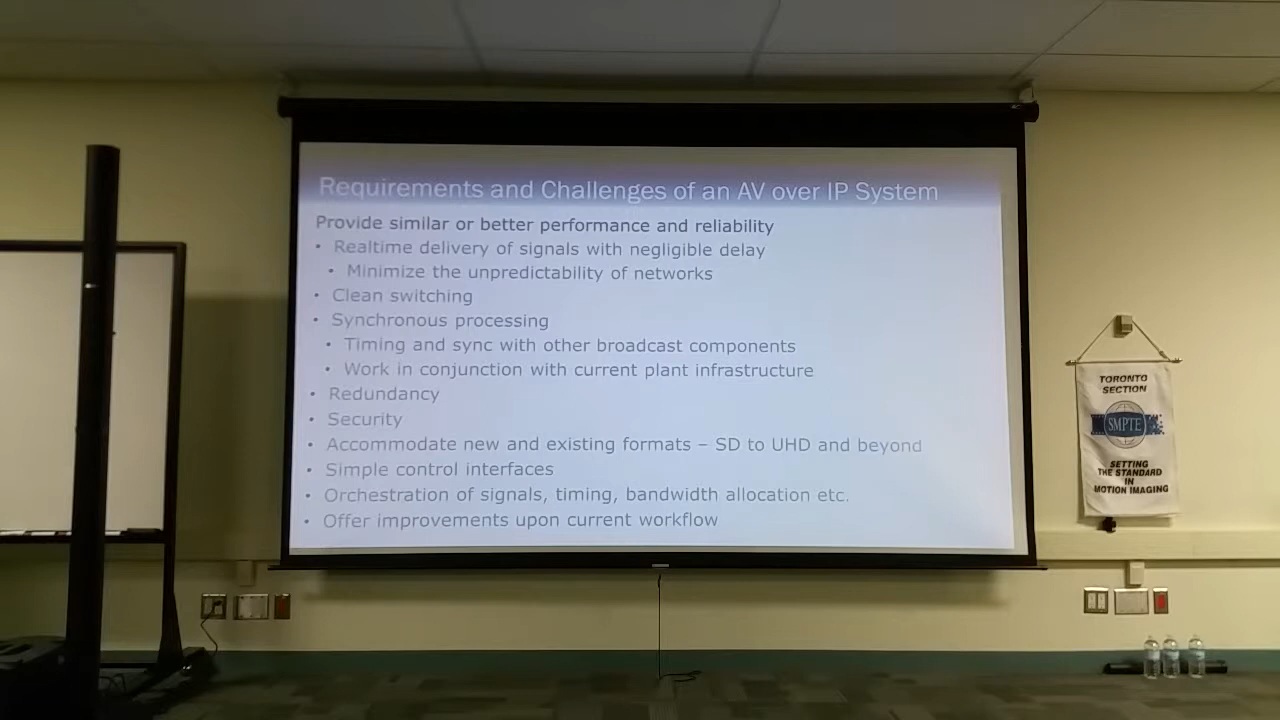 Requirements and Challenges of an AV over IP System
Provide similar or better performance and reliability
• Realtime delivery of signals with negligible delay
• Minimize the unpredictability of networks
• Clean switching
• Synchronous processing
• Timing and sync with other broadcast components
• Work in conjunction with current plant infrastructure
• Redundancy
• Security
• Accommodate new and existing formats – SD to UHD and beyond
• Simple control interfaces
• Orchestration of signals, timing, bandwidth allocation etc.
• Offer improvements upon current workflow
TORONTO
SECTION
SMPTE
SETTING
THE STANDARD
IN
MOTION IMAGING